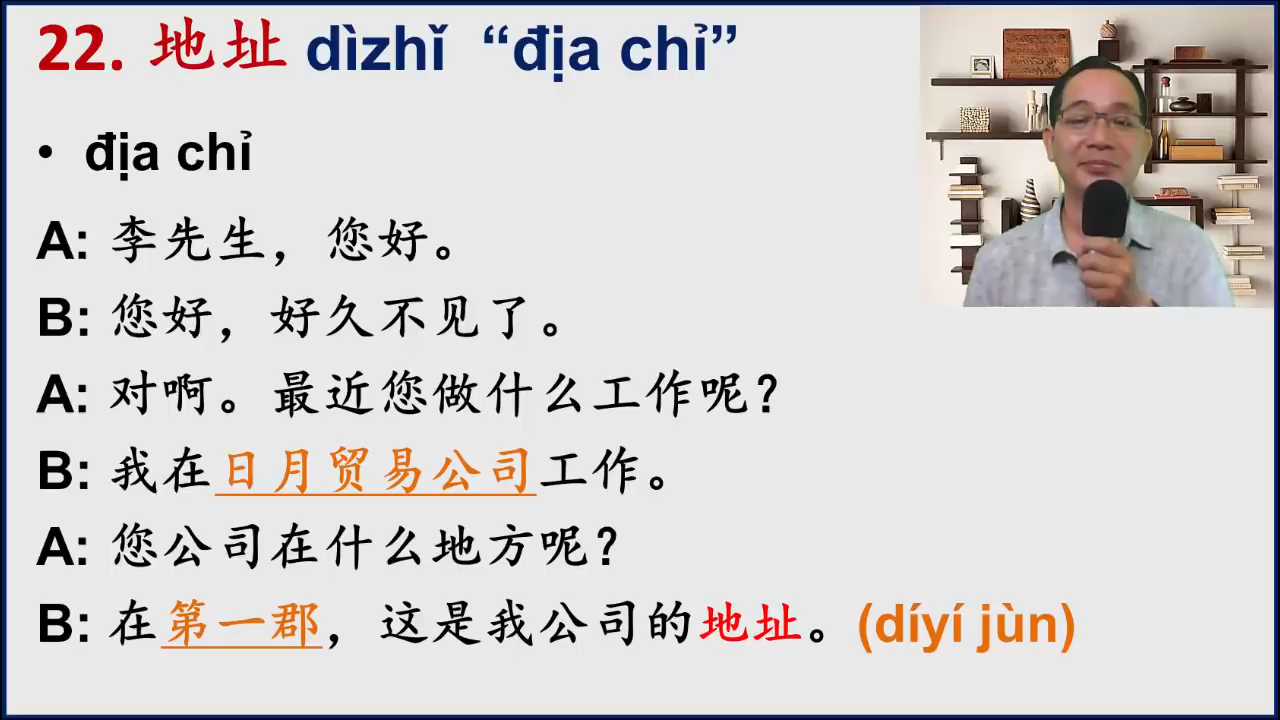 22. 地址 dìzhǐ “địa chỉ”
• địa chỉ
A: 李先生，您好。
B: 您好，好久不见了。
A: 对啊。最近您做什么工作呢？
B: 我在日月贸易公司工作。
A: 您公司在什么地方呢？
B: 在第一郡，这是我公司的地址。(díyí jùn)